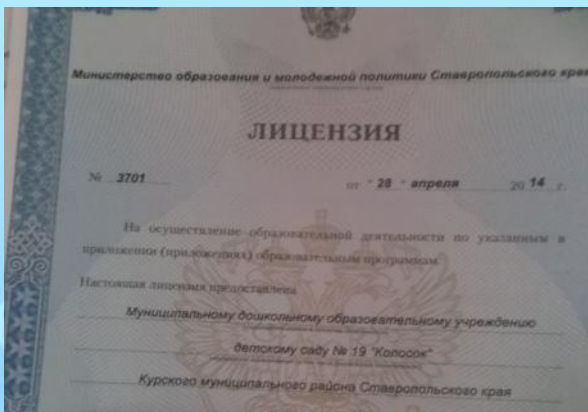 Министерство образования и молодежной политики Ставропольского края
ЛИЦЕНЗИЯ
№ 3701 от " 28 " апреля 20 14 г.
На осуществление образовательной деятельности по указанным в
приложении (приложениях) образовательным программам
Настоящая лицензия предоставлена
Муниципальному дошкольному образовательному учреждению
детскому саду № 19 "Колосок"
Курского муниципального района Ставропольского края